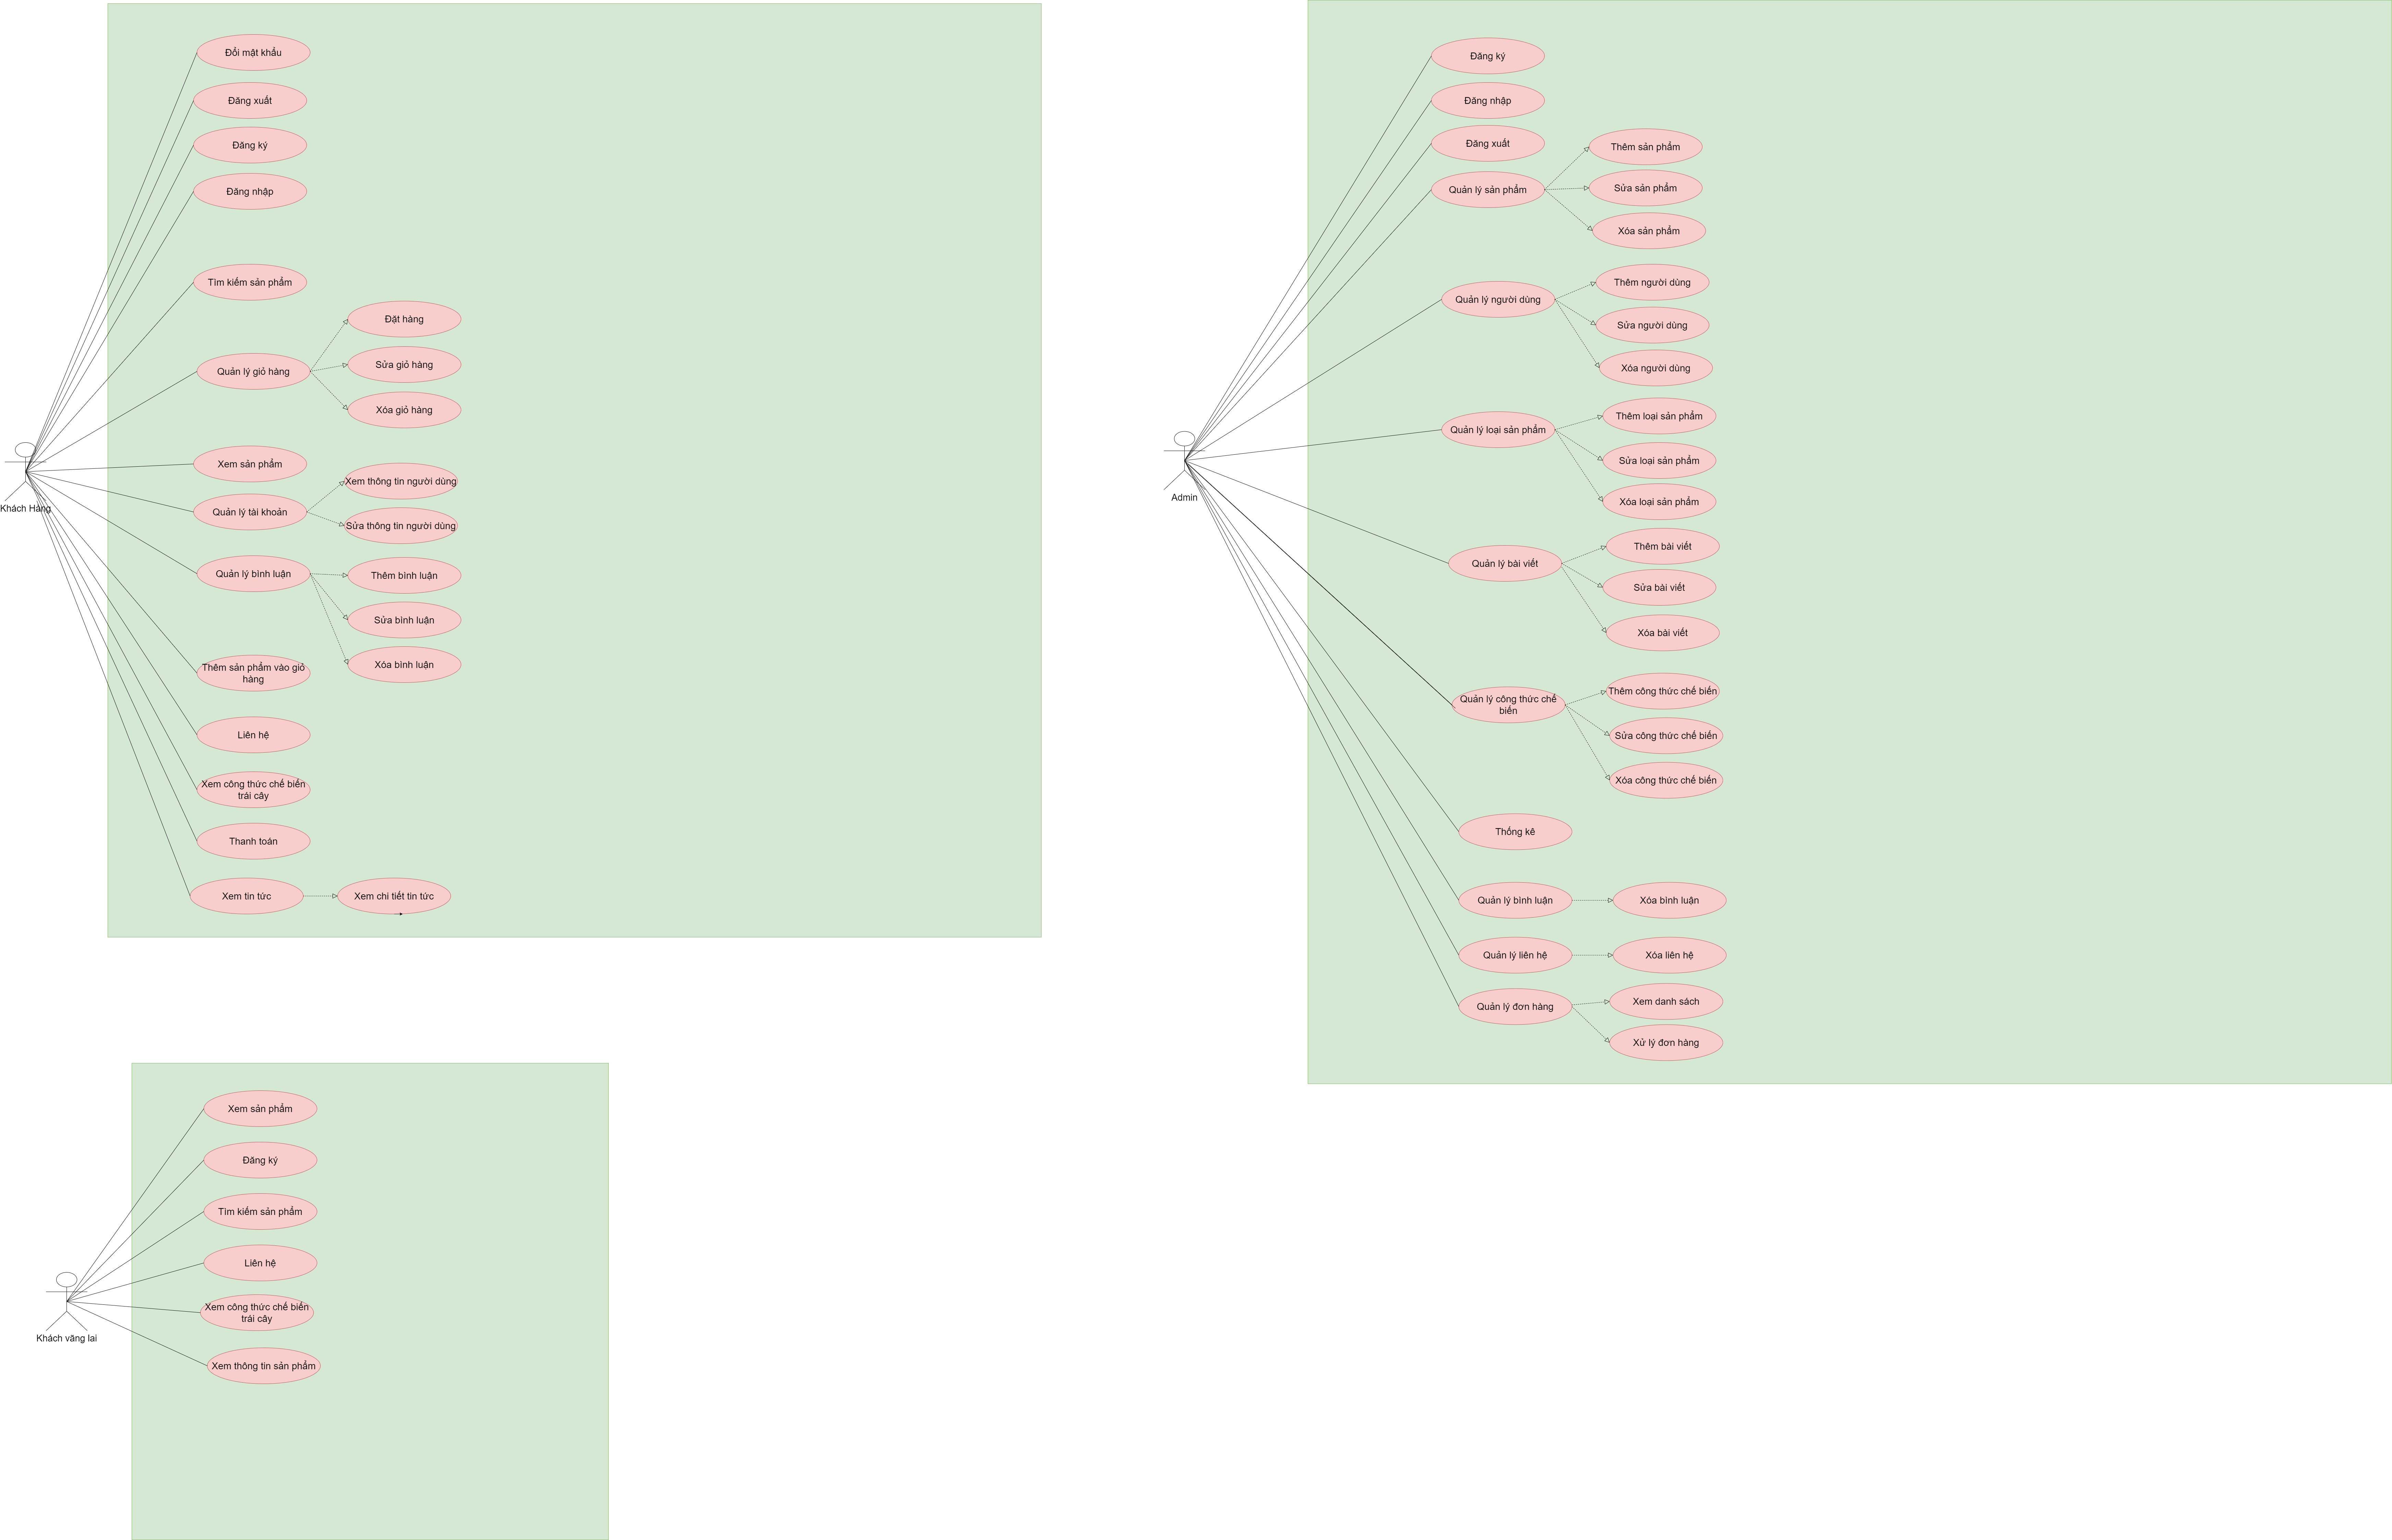 Đổi mật khẩu
Đăng xuất
Đăng ký
Đăng nhập
Tìm kiếm sản phẩm
Đặt hàng
Quản lý giỏ hàng
Sửa giỏ hàng
Xóa giỏ hàng
Xem sản phẩm
Xem thông tin người dùng
Khách Hàng
Quản lý tài khoản
Sửa thông tin người dùng
Quản lý bình luận
Thêm bình luận
Sửa bình luận
Xóa bình luận
Thêm sản phẩm vào giỏ
hàng
Liên hệ
Xem công thức chế biến
trái cây
Thanh toán
Xem tin tức
Xem chi tiết tin tức
Đăng ký
Đăng nhập
Đăng xuất
Thêm sản phẩm
Quản lý sản phẩm
Sửa sản phẩm
Xóa sản phẩm
Thêm người dùng
Quản lý người dùng
Sửa người dùng
Xóa người dùng
Thêm loại sản phẩm
Quản lý loại sản phẩm
Sửa loại sản phẩm
Xóa loại sản phẩm
Admin
Thêm bài viết
Quản lý bài viết
Sửa bài viết
Xóa bài viết
Thêm công thức chế biến
Quản lý công thức chế
biến
Sửa công thức chế biến
Xóa công thức chế biến
Thống kê
Quản lý bình luận
Xóa bình luận
Quản lý liên hệ
Xóa liên hệ
Quản lý đơn hàng
Xem danh sách
Xử lý đơn hàng
Xem sản phẩm
Đăng ký
Tìm kiếm sản phẩm
Liên hệ
Xem công thức chế biến
trái cây
Khách vãng lai
Xem thông tin sản phẩm